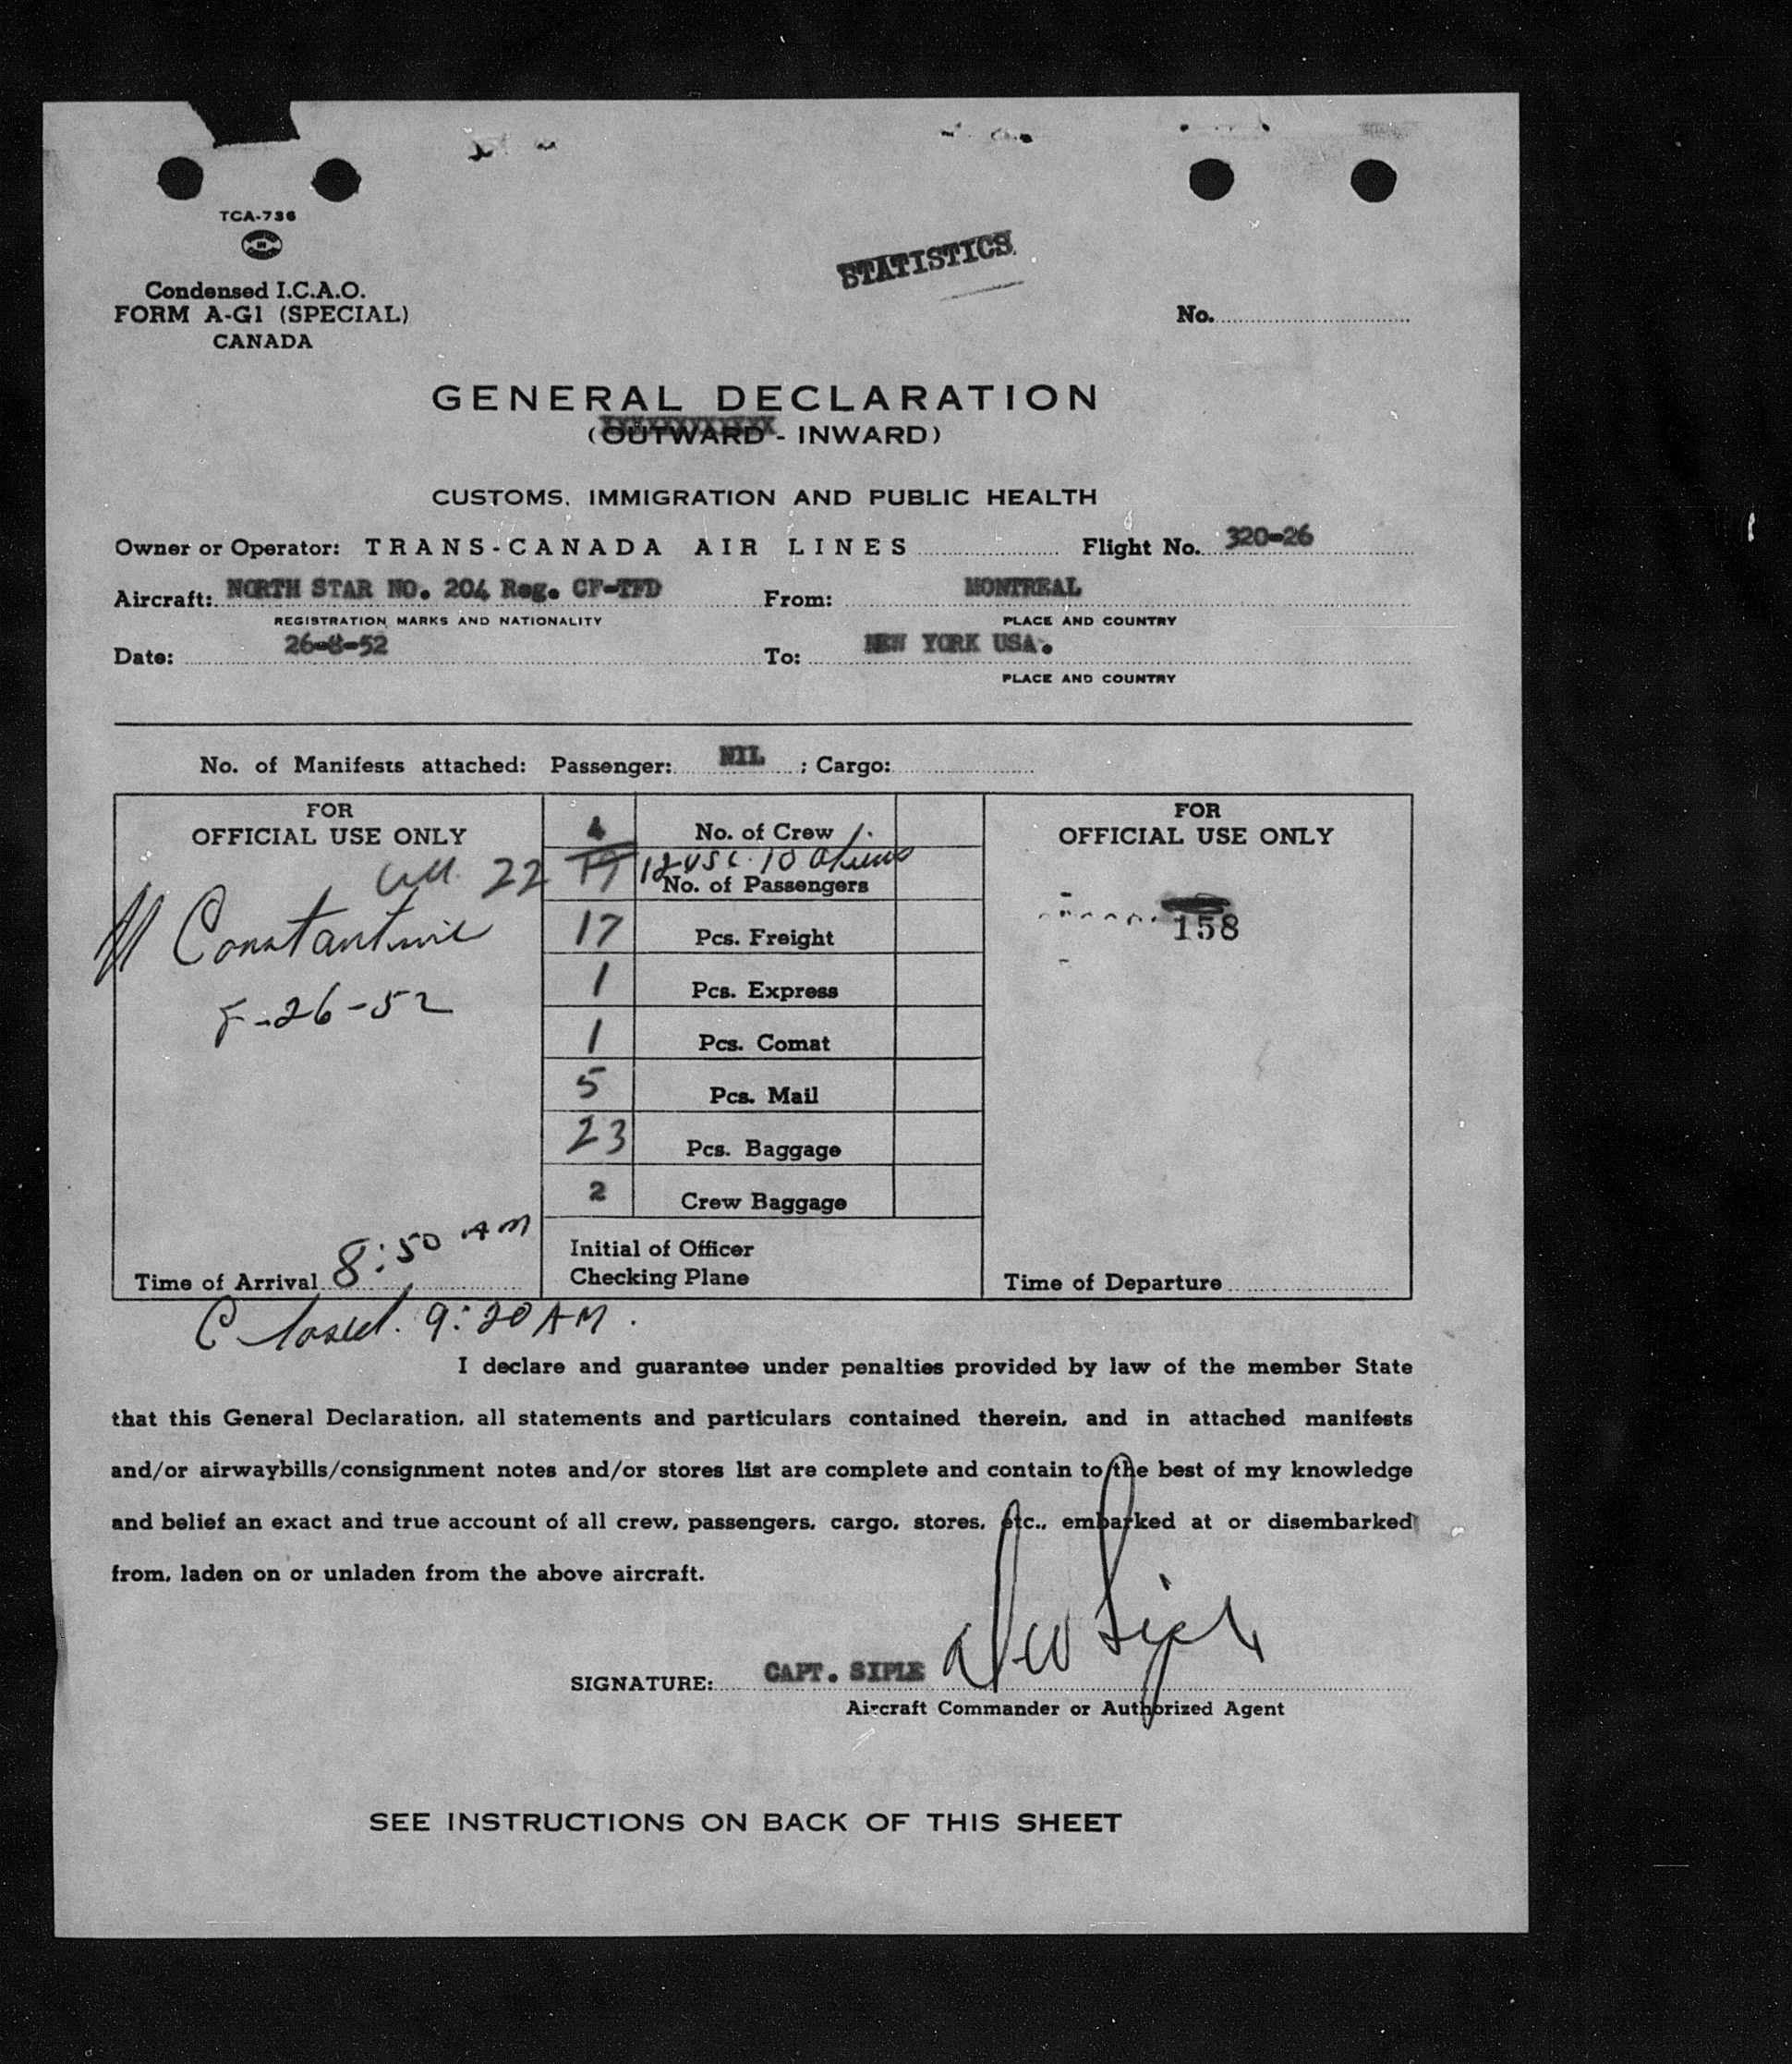 TCA-736
Condensed I.C.A.O.
FORM A-G1 (SPECIAL)
CANADA
STATISTICS
No.
GENERAL DECLARATION
(OUTWARD - INWARD)
CUSTOMS, IMMIGRATION AND PUBLIC HEALTH
Owner or Operator: TRANS-CANADA AIR LINES Flight No. 320-26
Aircraft: NORTH STAR NO. 204 Reg. CF-TFD From: MONTREAL
REGISTRATION MARKS AND NATIONALITY PLACE AND COUNTRY
Date: 26-8-52 To: NEW YORK USA.
PLACE AND COUNTRY
No. of Manifests attached: Passenger: NIL ; Cargo:
FOR
OFFICIAL USE ONLY
22
Constantine
8-26-52
Time of Arrival 8:50 AM
4 No. of Crew
12 USC. 10 Aliens
No. of Passengers
17 Pcs. Freight
1 Pcs. Express
1 Pcs. Comat
5 Pcs. Mail
23 Pcs. Baggage
2 Crew Baggage
Initial of Officer
Checking Plane
FOR
OFFICIAL USE ONLY
158
Time of Departure
Closed. 9:20 AM.
I declare and guarantee under penalties provided by law of the member State
that this General Declaration, all statements and particulars contained therein, and in attached manifests
and/or airwaybills/consignment notes and/or stores list are complete and contain to the best of my knowledge
and belief an exact and true account of all crew, passengers, cargo, stores, etc., embarked at or disembarked
from, laden on or unladen from the above aircraft.
SIGNATURE: CAPT. SIPLE
Aircraft Commander or Authorized Agent
SEE INSTRUCTIONS ON BACK OF THIS SHEET